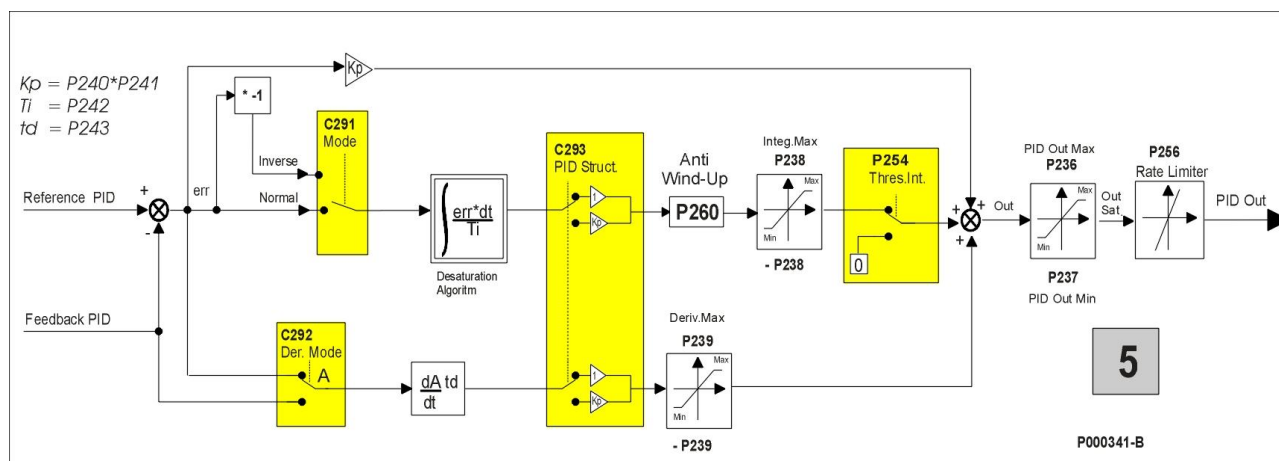 Kp = P240*P241
Ti = P242
td = P243
Kp
* -1
C291
Mode
Inverse
Normal
Reference PID
+
-
err
Feedback PID
C292
Der. Mode
A
err*dt
Ti
Desaturation
Algoritm
dA td
dt
C293
PID Struct.
1
Kp
1
Kp
Anti
Wind-Up
P260
Integ.Max
P238
Max
Min
- P238
P254
Thres.Int.
0
Deriv.Max
P239
Max
Min
- P239
+
+
+
Out
PID Out Max
P236
Max
Min
P237
PID Out Min
Out
Sat.
P256
Rate Limiter
PID Out
5
P000341-B